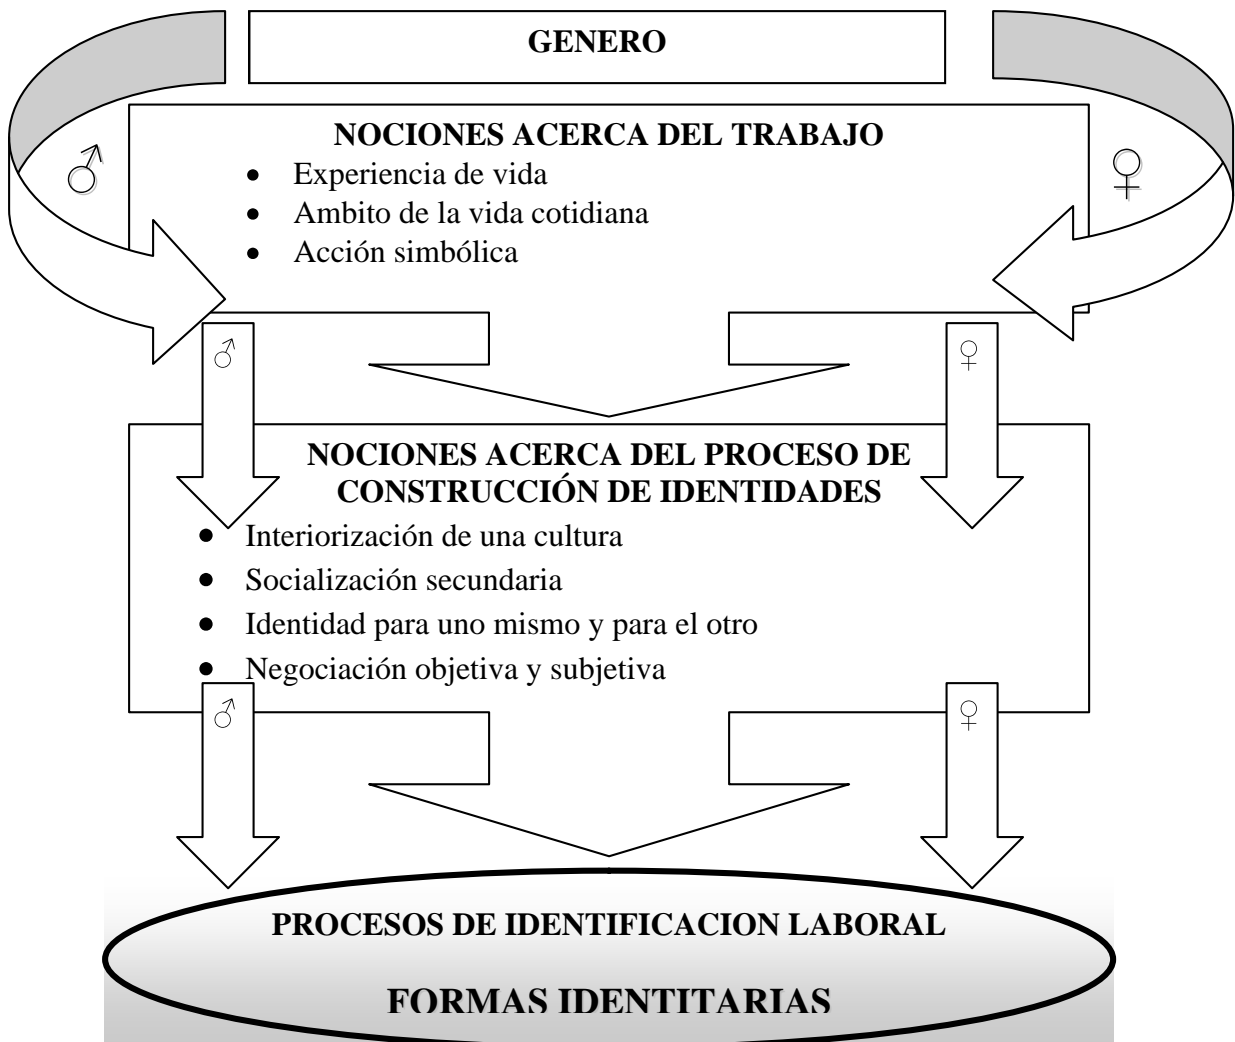 GENERO
NOCIONES ACERCA DEL TRABAJO
♂
♀
• Experiencia de vida
• Ambito de la vida cotidiana
• Acción simbólica
♂
♀
NOCIONES ACERCA DEL PROCESO DE
CONSTRUCCIÓN DE IDENTIDADES
• Interiorización de una cultura
• Socialización secundaria
• Identidad para uno mismo y para el otro
• Negociación objetiva y subjetiva
♂
♀
PROCESOS DE IDENTIFICACION LABORAL
FORMAS IDENTITARIAS